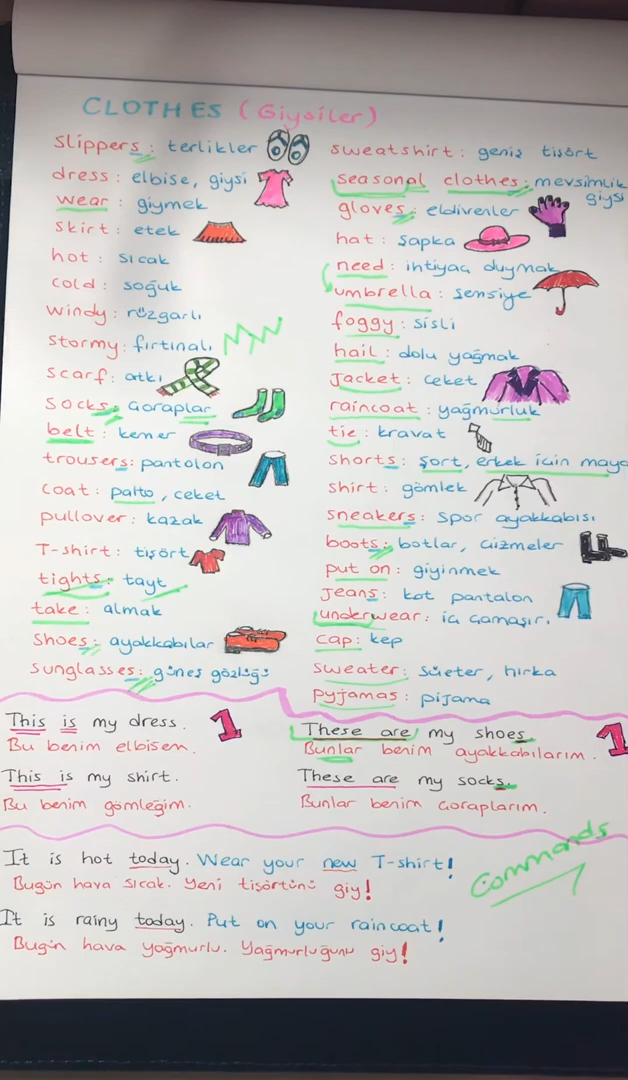 CLOTHES (Giysiler)
slippers: terlikler
dress: elbise, giysi
wear: giymek
skirt: etek
hot: sıcak
cold: soğuk
windy: rüzgarlı
stormy: fırtınalı
scarf: atkı
socks: çoraplar
belt: kemer
trousers: pantolon
coat: palto, ceket
pullover: kazak
T-shirt: tişört
tights: tayt
take: almak
shoes: ayakkabılar
sunglasses: güneş gözlüğü
sweatshirt: geniş tişört
seasonal clothes: mevsimlik
giysi
gloves: eldivenler
hat: şapka
need: ihtiyaç duymak
umbrella: şemsiye
foggy: sisli
hail: dolu yağmak
Jacket: ceket
raincoat: yağmurluk
tie: kravat
shorts: şort, erkek için mayo
shirt: gömlek
sneakers: spor ayakkabısı
boots: botlar, çizmeler
put on: giyinmek
Jeans: kot pantalon
underwear: iç çamaşırı
cap: kep
sweater: süeter, hırka
pyjamas: pijama
This is my dress. 1
Bu benim elbisem.
This is my shirt.
Bu benim gömleğim.
These are my shoes. 1
Bunlar benim ayakkabılarım.
These are my socks.
Bunlar benim çoraplarım.
It is hot today. Wear your new T-shirt!
Bugün hava sıcak. Yeni tişörtünü giy!
Commands
It is rainy today. Put on your raincoat!
Bugün hava yağmurlu. Yağmurluğunu giy!